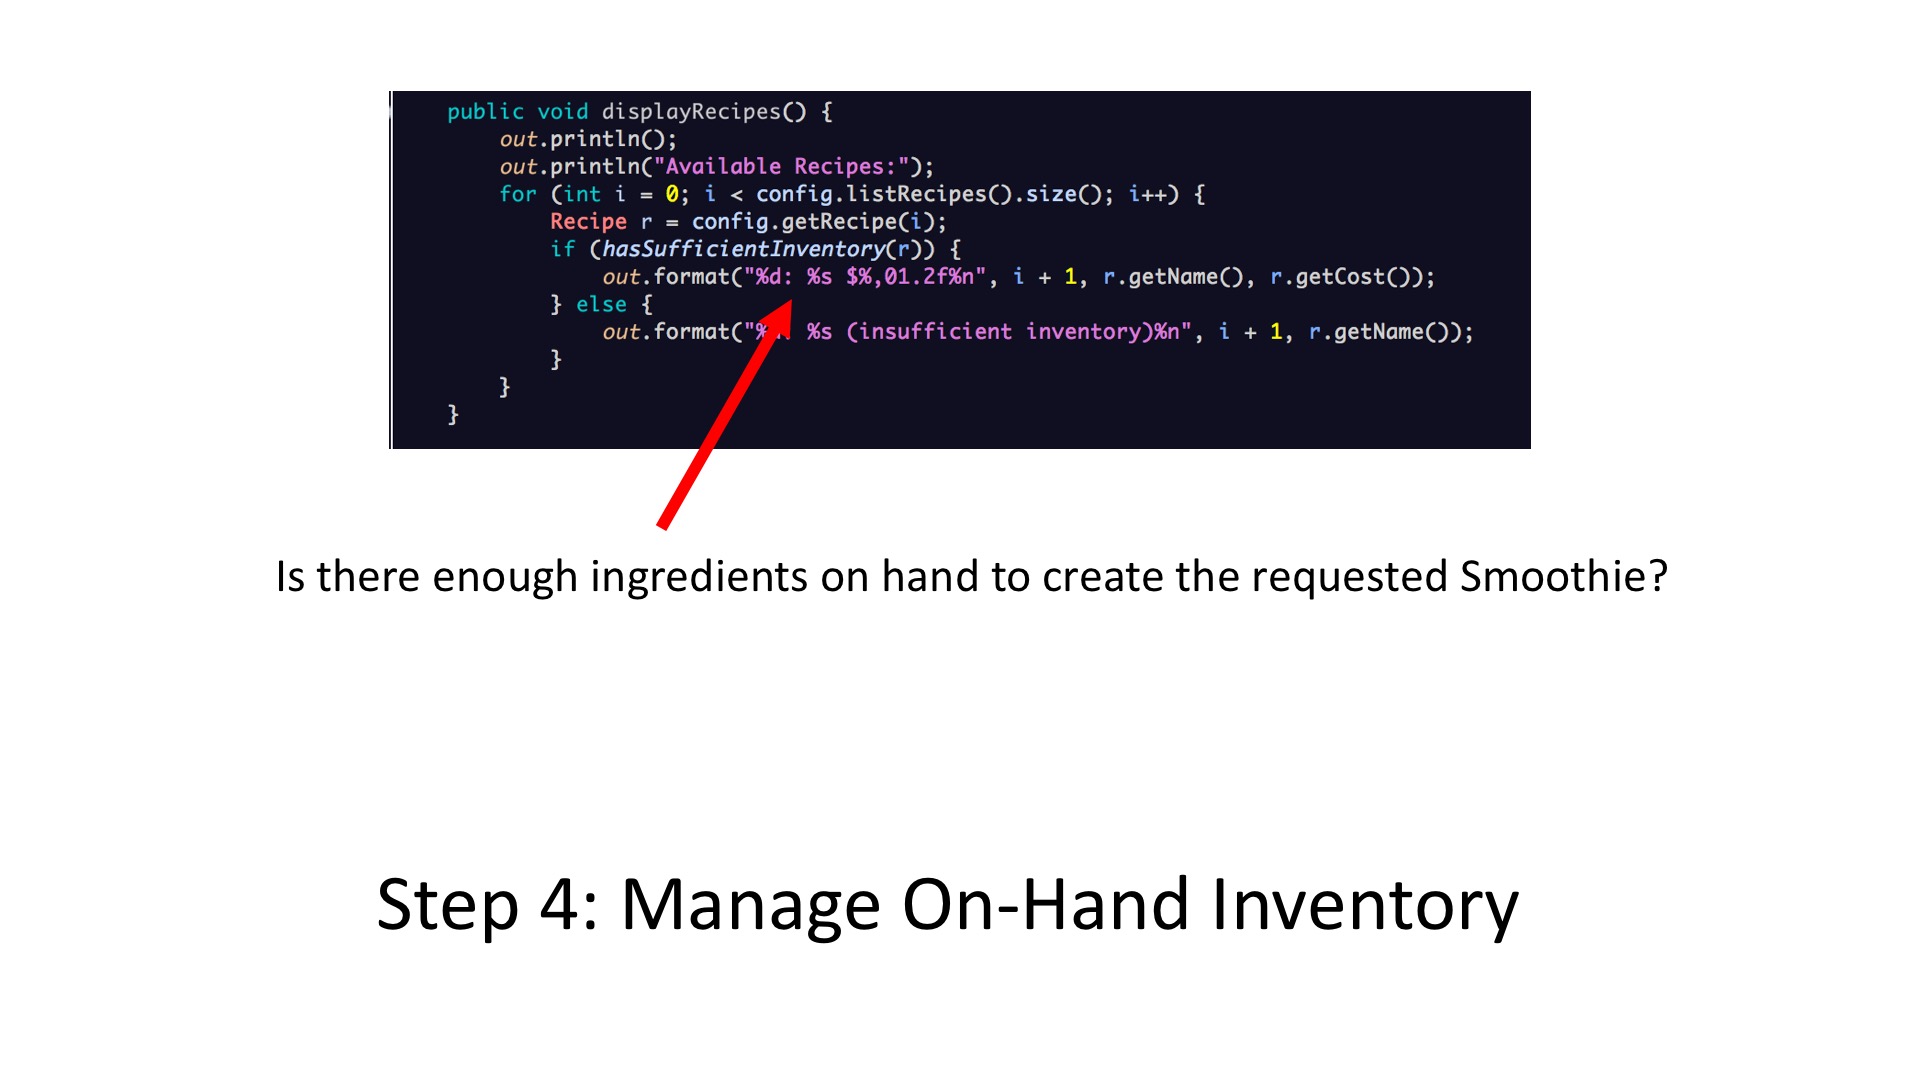 public void displayRecipes() {
out.println();
out.println("Available Recipes:");
for (int i = 0; i < config.listRecipes().size(); i++) {
Recipe r = config.getRecipe(i);
if (hasSufficientInventory(r)) {
out.format("%d: %s $%,01.2f%n", i + 1, r.getName(), r.getCost());
} else {
out.format("% %s (insufficient inventory)%n", i + 1, r.getName());
}
}
}
Is there enough ingredients on hand to create the requested Smoothie?
Step 4: Manage On-Hand Inventory